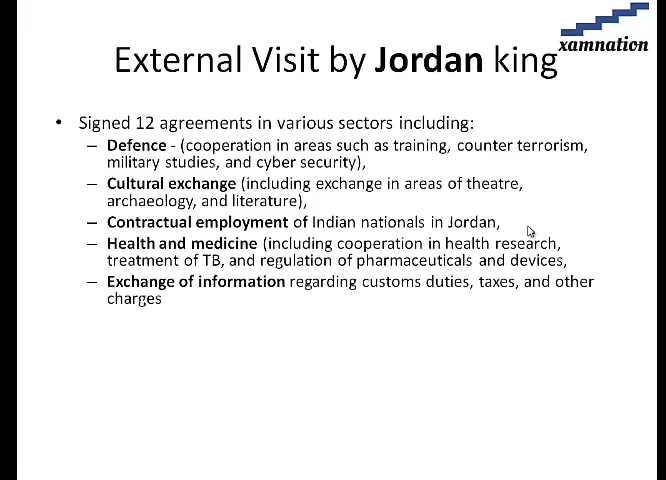 xamnation
External Visit by Jordan king
• Signed 12 agreements in various sectors including:
– Defence - (cooperation in areas such as training, counter terrorism,
military studies, and cyber security),
– Cultural exchange (including exchange in areas of theatre,
archaeology, and literature),
– Contractual employment of Indian nationals in Jordan,
– Health and medicine (including cooperation in health research,
treatment of TB, and regulation of pharmaceuticals and devices,
– Exchange of information regarding customs duties, taxes, and other
charges